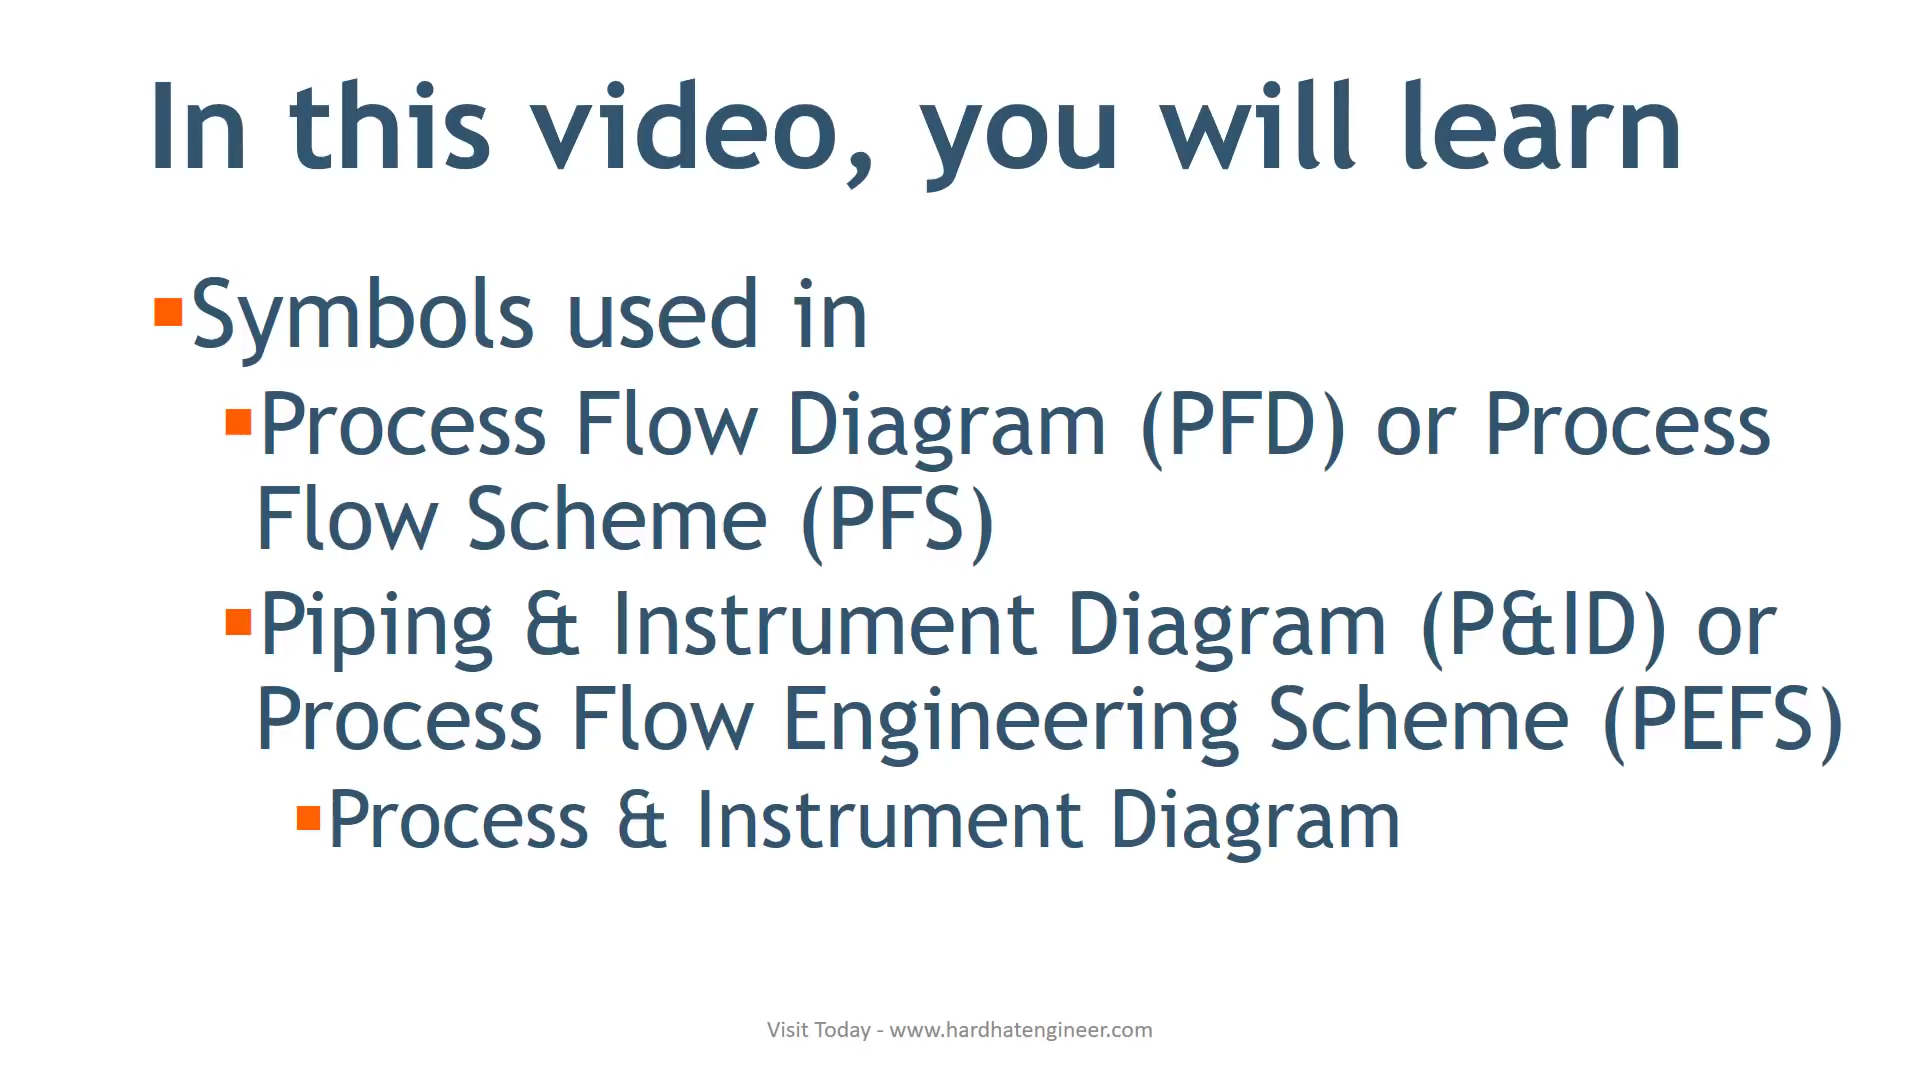 In this video, you will learn
Symbols used in
Process Flow Diagram (PFD) or Process
Flow Scheme (PFS)
Piping & Instrument Diagram (P&ID) or
Process Flow Engineering Scheme (PEFS)
Process & Instrument Diagram
Visit Today - www.hardhatengineer.com